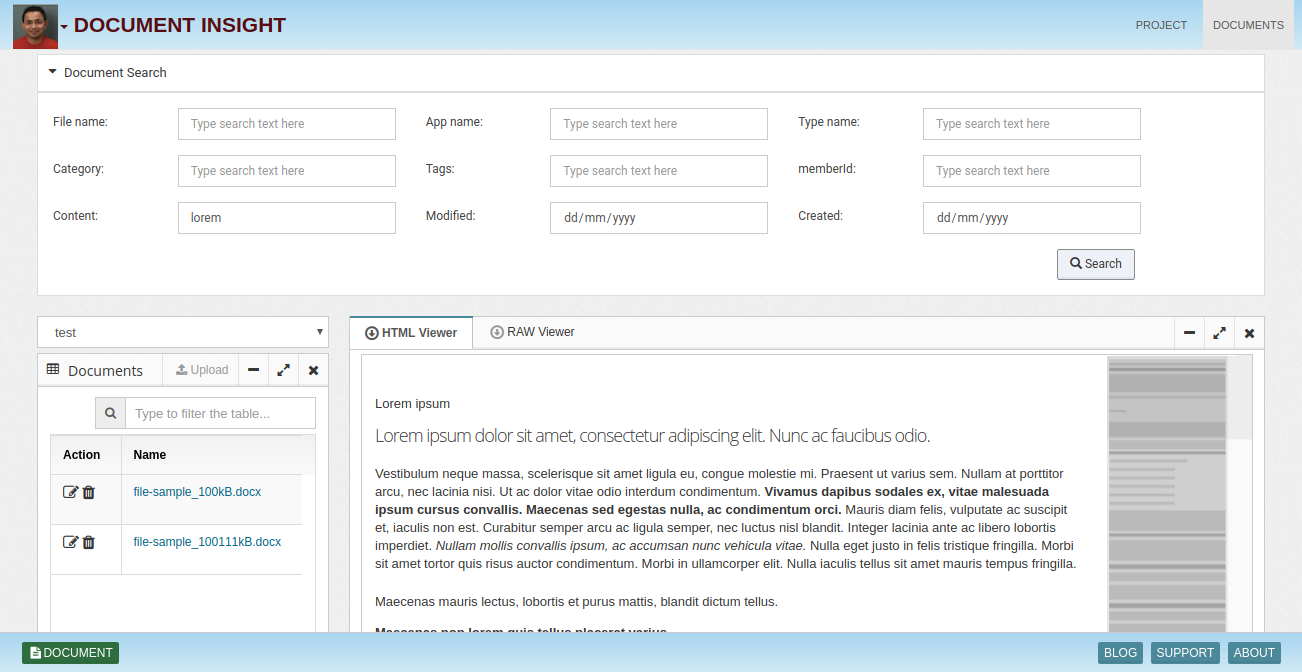 DOCUMENT INSIGHT
PROJECT
DOCUMENTS
Document Search
File name:
Type search text here
App name:
Type search text here
Type name:
Type search text here
Category:
Type search text here
Tags:
Type search text here
memberId:
Type search text here
Content:
lorem
Modified:
dd/mm/yyyy
Created:
dd/mm/yyyy
Search
test
Documents
Upload
Type to filter the table...
Action
Name
file-sample_100kB.docx
file-sample_100111kB.docx
HTML Viewer
RAW Viewer
Lorem ipsum
Lorem ipsum dolor sit amet, consectetur adipiscing elit. Nunc ac faucibus odio.
Vestibulum neque massa, scelerisque sit amet ligula eu, congue molestie mi. Praesent ut varius sem. Nullam at porttitor
arcu, nec lacinia nisi. Ut ac dolor vitae odio interdum condimentum. Vivamus dapibus sodales ex, vitae malesuada
ipsum cursus convallis. Maecenas sed egestas nulla, ac condimentum orci. Mauris diam felis, vulputate ac suscipit
et, iaculis non est. Curabitur semper arcu ac ligula semper, nec luctus nisl blandit. Integer lacinia ante ac libero lobortis
imperdiet. Nullam mollis convallis ipsum, ac accumsan nunc vehicula vitae. Nulla eget justo in felis tristique fringilla. Morbi
sit amet tortor quis risus auctor condimentum. Morbi in ullamcorper elit. Nulla iaculis tellus sit amet mauris tempus fringilla.
Maecenas mauris lectus, lobortis et purus mattis, blandit dictum tellus.
Maecenas non lorem quis tellus placerat varius.
DOCUMENT
BLOG
SUPPORT
ABOUT